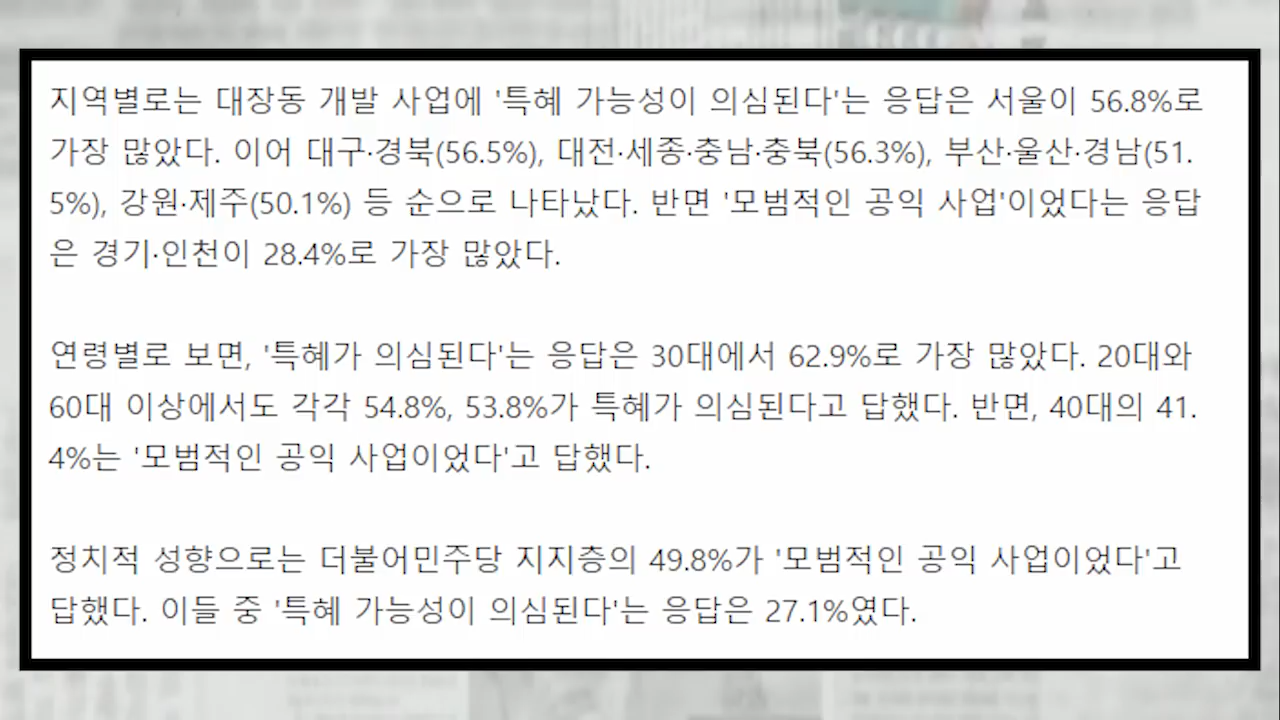 지역별로는 대장동 개발 사업에 '특혜 가능성이 의심된다'는 응답은 서울이 56.8%로
가장 많았다. 이어 대구·경북(56.5%), 대전·세종·충남·충북(56.3%), 부산·울산·경남(51.
5%), 강원·제주(50.1%) 등 순으로 나타났다. 반면 '모범적인 공익 사업'이었다는 응답
은 경기·인천이 28.4%로 가장 많았다.
연령별로 보면, '특혜가 의심된다'는 응답은 30대에서 62.9%로 가장 많았다. 20대와
60대 이상에서도 각각 54.8%, 53.8%가 특혜가 의심된다고 답했다. 반면, 40대의 41.
4%는 '모범적인 공익 사업이었다'고 답했다.
정치적 성향으로는 더불어민주당 지지층의 49.8%가 '모범적인 공익 사업이었다'고
답했다. 이들 중 '특혜 가능성이 의심된다'는 응답은 27.1%였다.